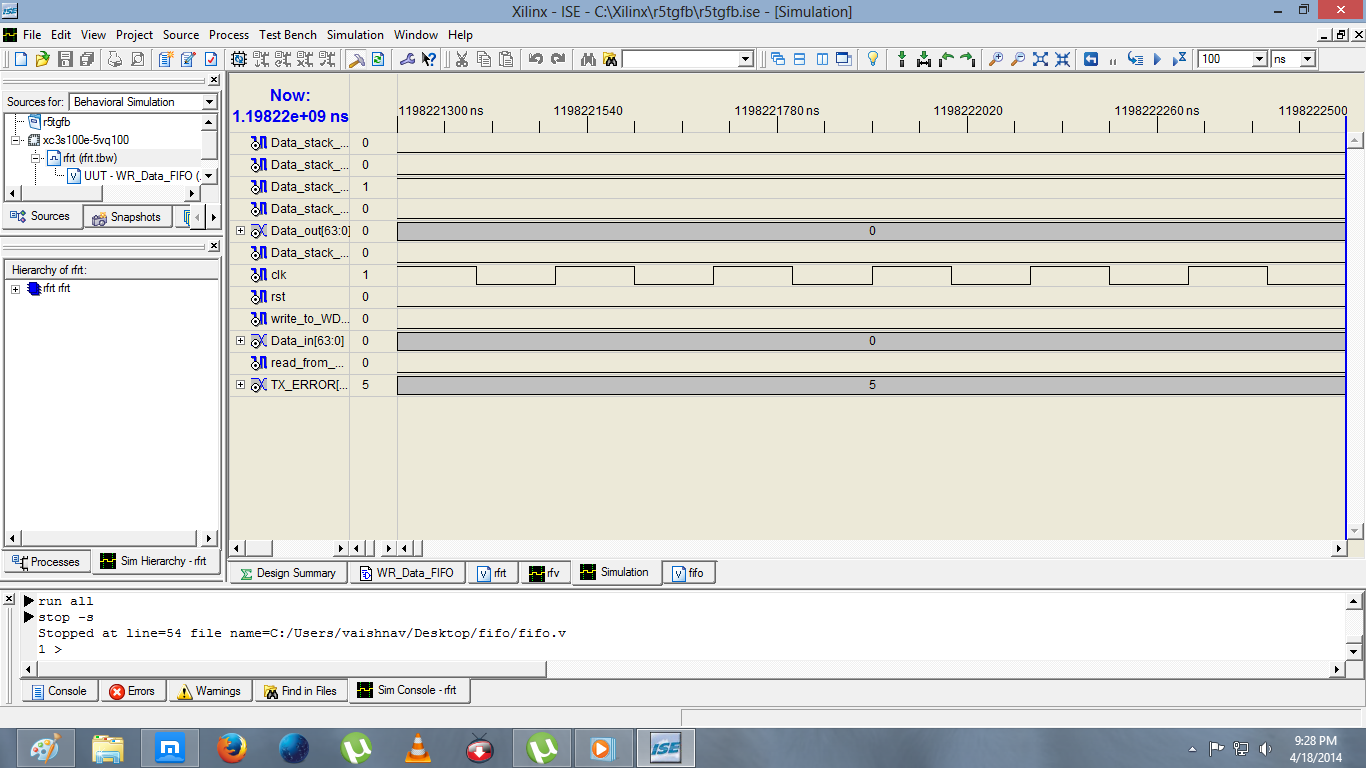 Xilinx - ISE - C:\Xilinx\r5tgfb\r5tgfb.ise - [Simulation]
File Edit View Project Source Process Test Bench Simulation Window Help
100 ns
Sources for: Behavioral Simulation
r5tgfb
xc3s100e-5vq100
rfrt (rfrt.tbw)
UUT - WR_Data_FIFO (.
Sources Snapshots
Hierarchy of rfrt:
rfrt rfrt
Processes Sim Hierarchy - rfrt
Now:
1.19822e+09 ns
1198221300 ns 1198221540 1198221780 ns 1198222020 1198222260 ns 1198222500
Data_stack_... 0
Data_stack_... 0
Data_stack_... 1
Data_stack_... 0
Data_out[63:0] 0 0
Data_stack_... 0
clk 1
rst 0
write_to_WD... 0
Data_in[63:0] 0 0
read_from_... 0
TX_ERROR[... 5 5
Design Summary WR_Data_FIFO rfrt rfv Simulation fifo
run all
stop -s
Stopped at line=54 file name=C:/Users/vaishnav/Desktop/fifo/fifo.v
1 >
Console Errors Warnings Find in Files Sim Console - rfrt
ISE
9:28 PM
4/18/2014